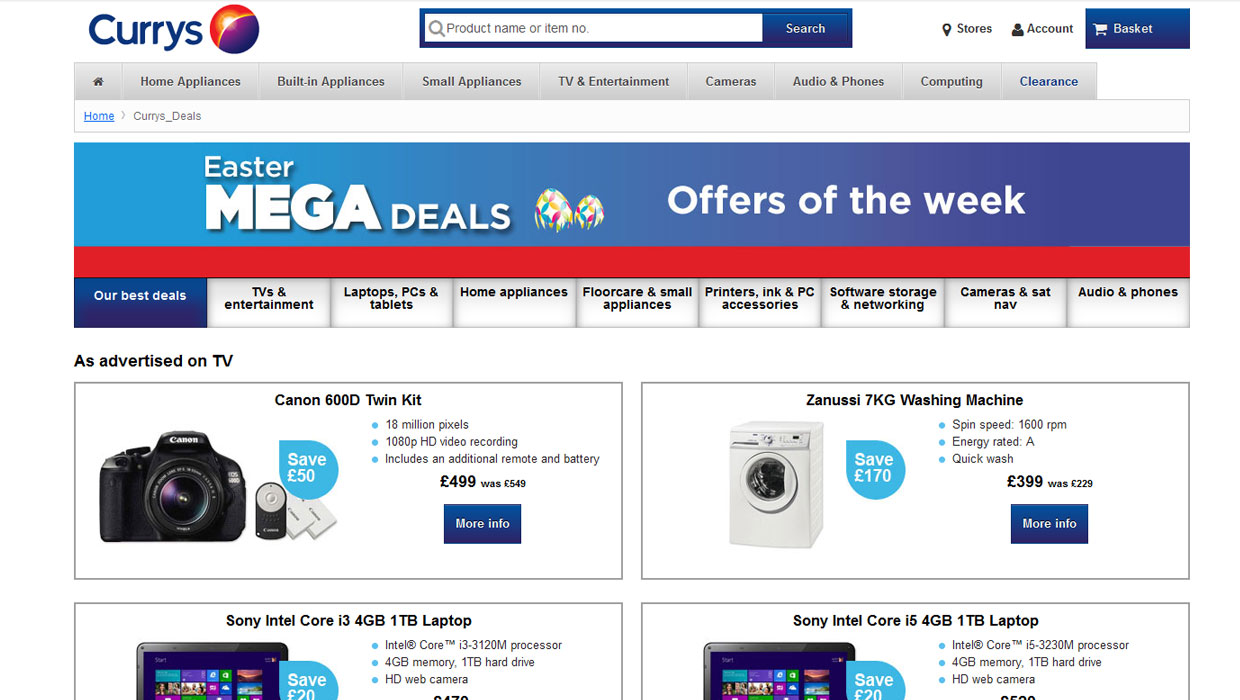 Currys
Product name or item no.
Search
Stores
Account
Basket
Home Appliances
Built-in Appliances
Small Appliances
TV & Entertainment
Cameras
Audio & Phones
Computing
Clearance
Home 〉 Currys_Deals
Easter
MEGA DEALS
Offers of the week
Our best deals
TVs &
entertainment
Laptops, PCs &
tablets
Home appliances
Floorcare & small
appliances
Printers, ink & PC
accessories
Software storage
& networking
Cameras & sat
nav
Audio & phones
As advertised on TV
Canon 600D Twin Kit
18 million pixels
1080p HD video recording
Includes an additional remote and battery
Canon
EOS
600D
Canon
Save
£50
£499 was £549
More info
Zanussi 7KG Washing Machine
Spin speed: 1600 rpm
Energy rated: A
Quick wash
Save
£170
£399 was £229
More info
Sony Intel Core i3 4GB 1TB Laptop
Intel® Core™ i3-3120M processor
4GB memory, 1TB hard drive
HD web camera
Start
Save
£20
£479
Sony Intel Core i5 4GB 1TB Laptop
Intel® Core™ i5-3230M processor
4GB memory, 1TB hard drive
HD web camera
Start
Save
£20